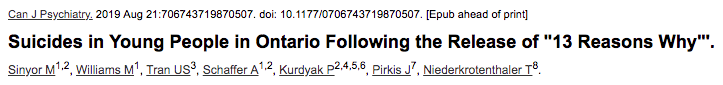 Can J Psychiatry. 2019 Aug 21:706743719870507. doi: 10.1177/0706743719870507. [Epub ahead of print]
Suicides in Young People in Ontario Following the Release of "13 Reasons Why"'.
Sinyor M1,2, Williams M1, Tran US3, Schaffer A1,2, Kurdyak P2,4,5,6, Pirkis J7, Niederkrotenthaler T8.